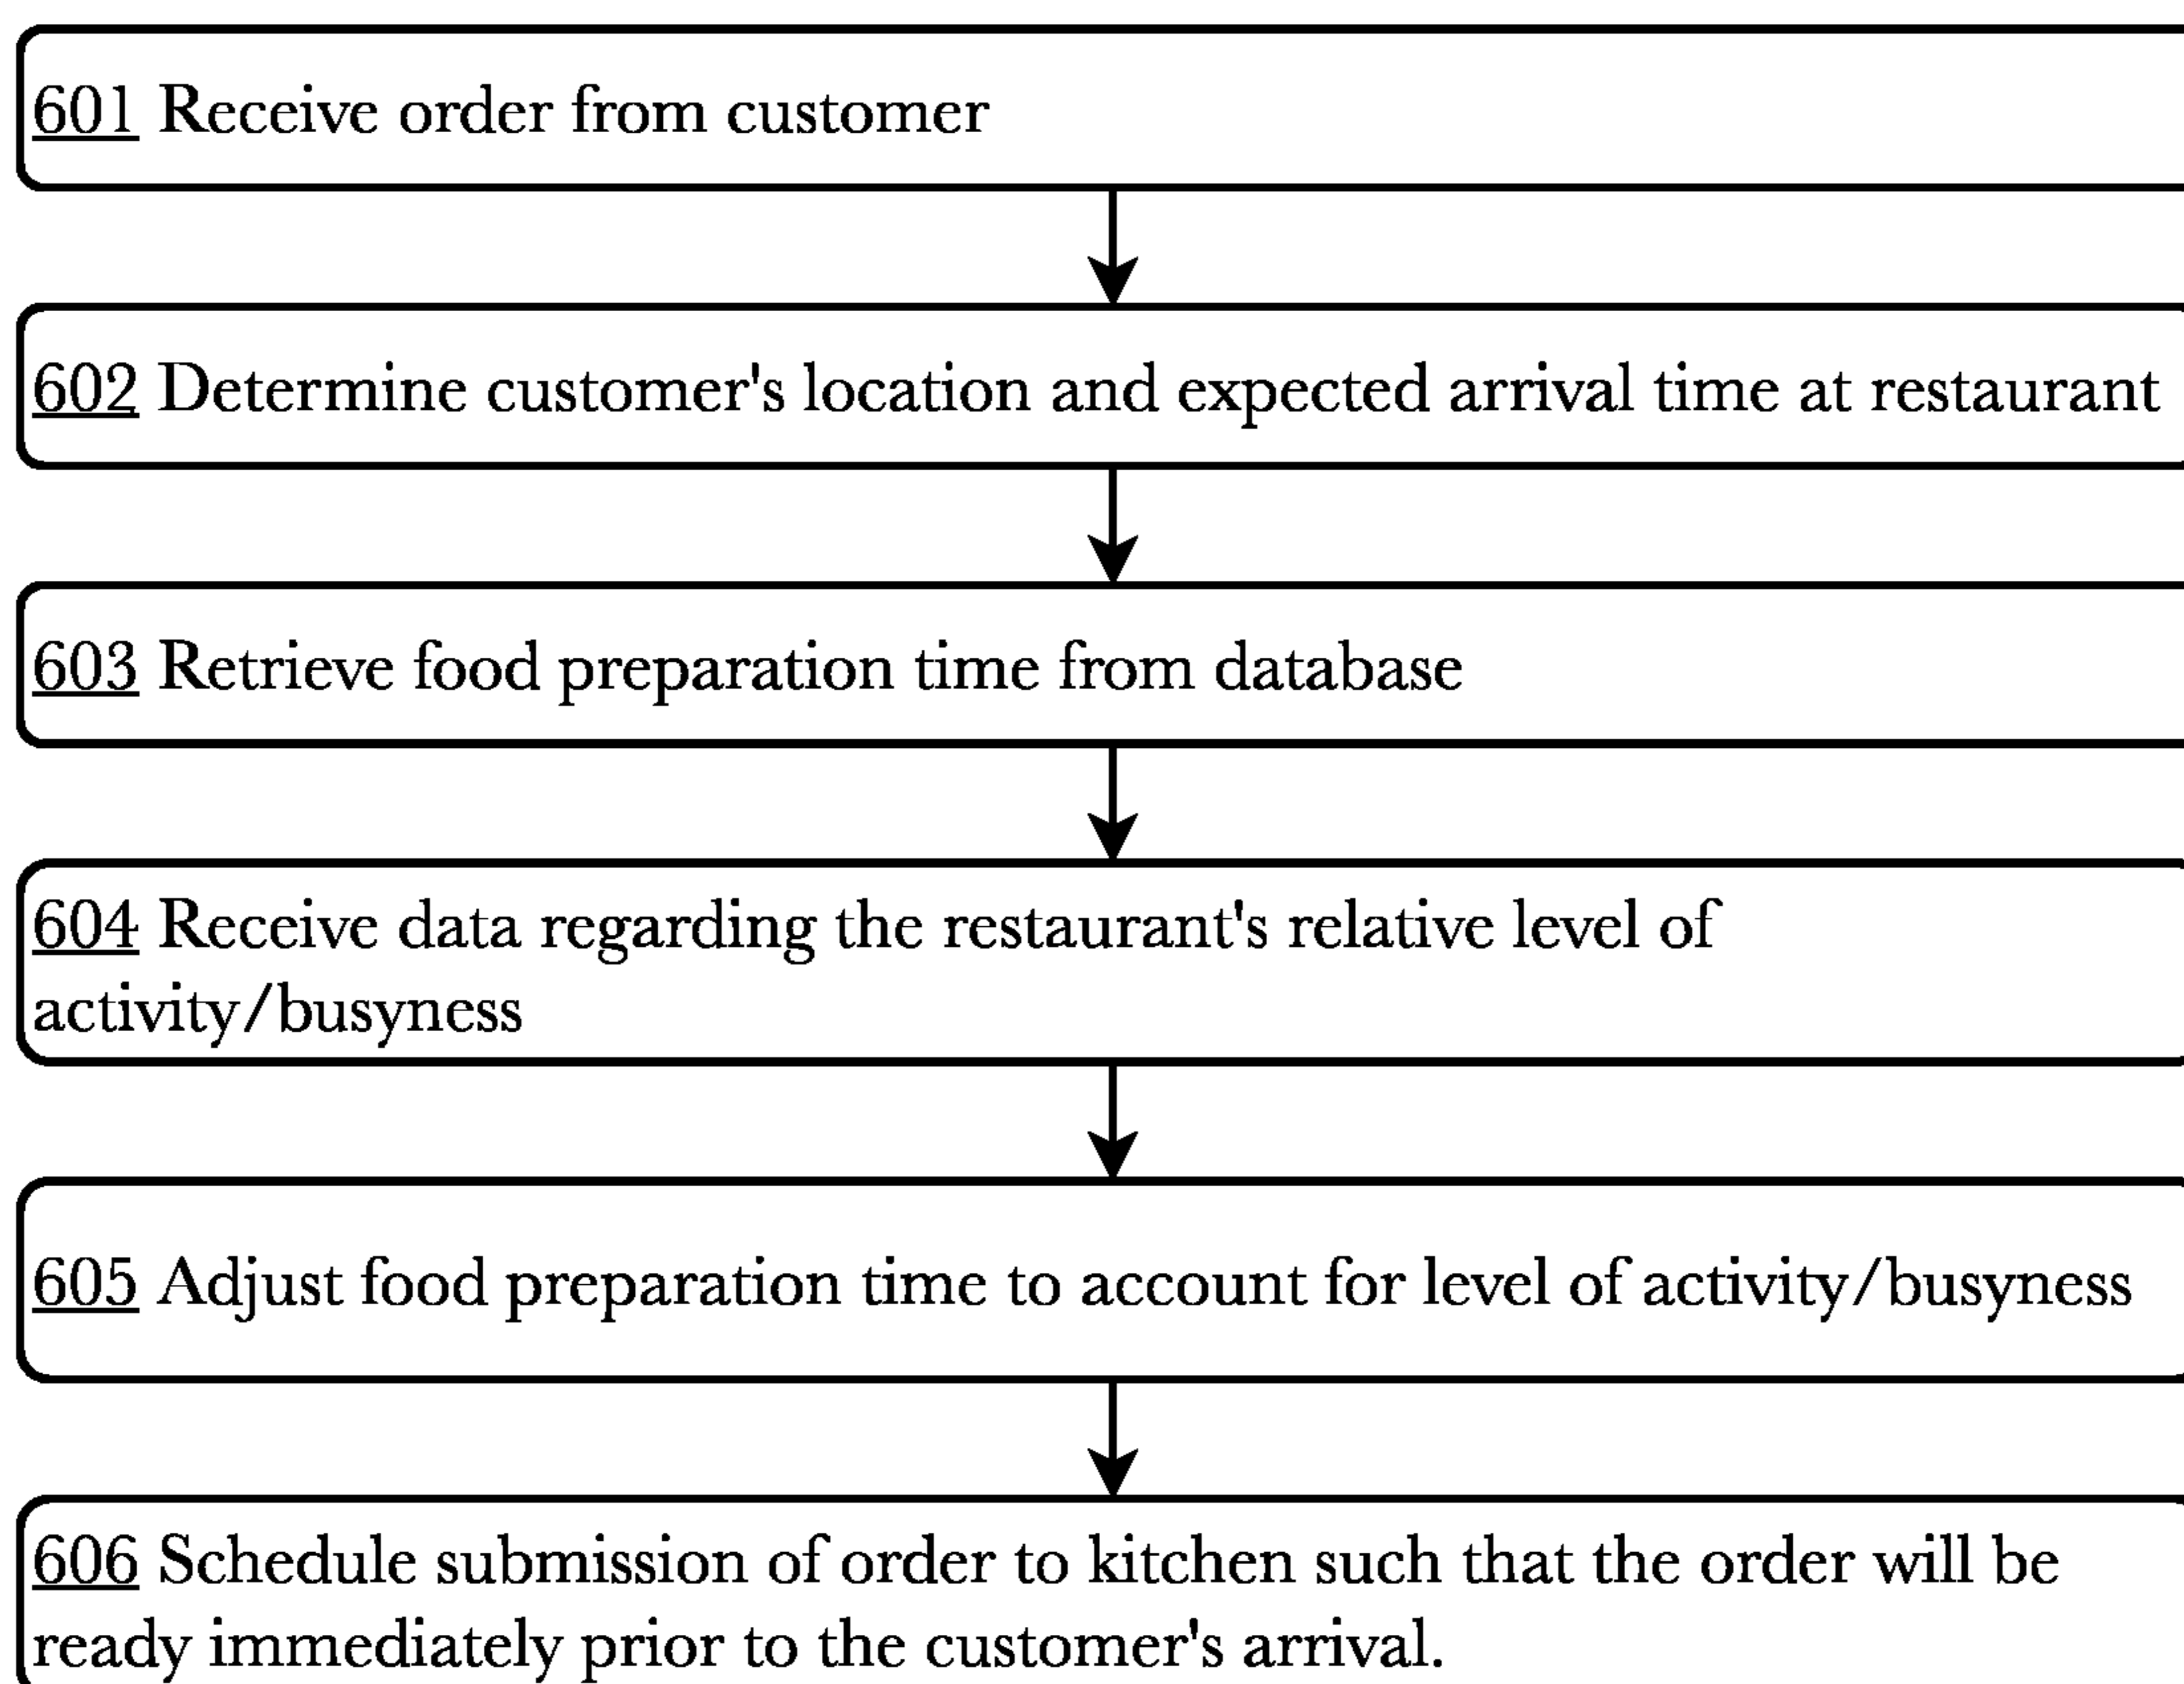 601 Receive order from customer
602 Determine customer's location and expected arrival time at restaurant
603 Retrieve food preparation time from database
604 Receive data regarding the restaurant's relative level of
activity/busyness
605 Adjust food preparation time to account for level of activity/busyness
606 Schedule submission of order to kitchen such that the order will be
ready immediately prior to the customer's arrival.